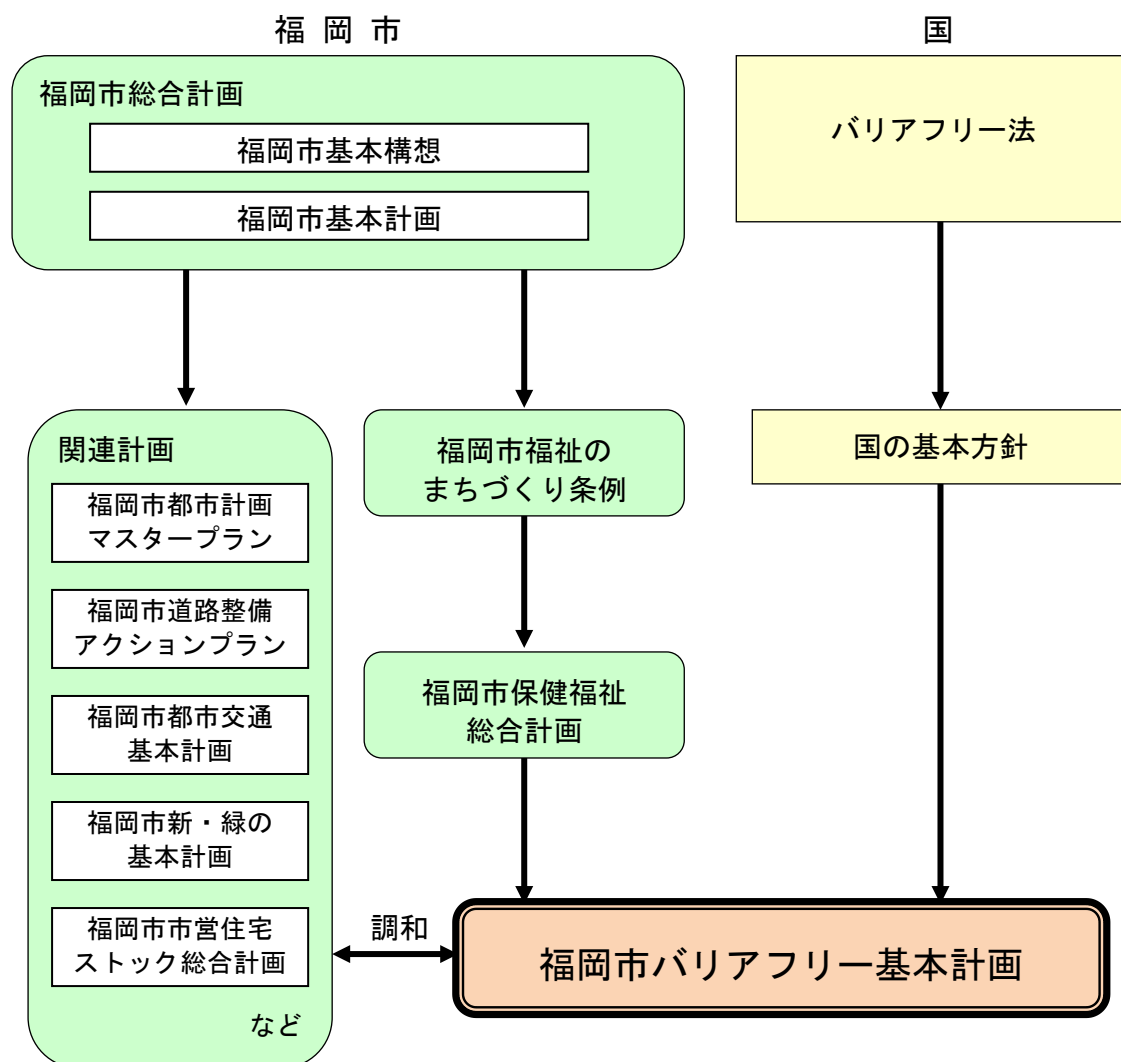 福 岡 市
国
福岡市総合計画
福岡市基本構想
福岡市基本計画
バリアフリー法
関連計画
福岡市都市計画
マスタープラン
福岡市道路整備
アクションプラン
福岡市都市交通
基本計画
福岡市新・緑の
基本計画
福岡市市営住宅
ストック総合計画
など
福岡市福祉の
まちづくり条例
福岡市保健福祉
総合計画
国の基本方針
調和
福岡市バリアフリー基本計画